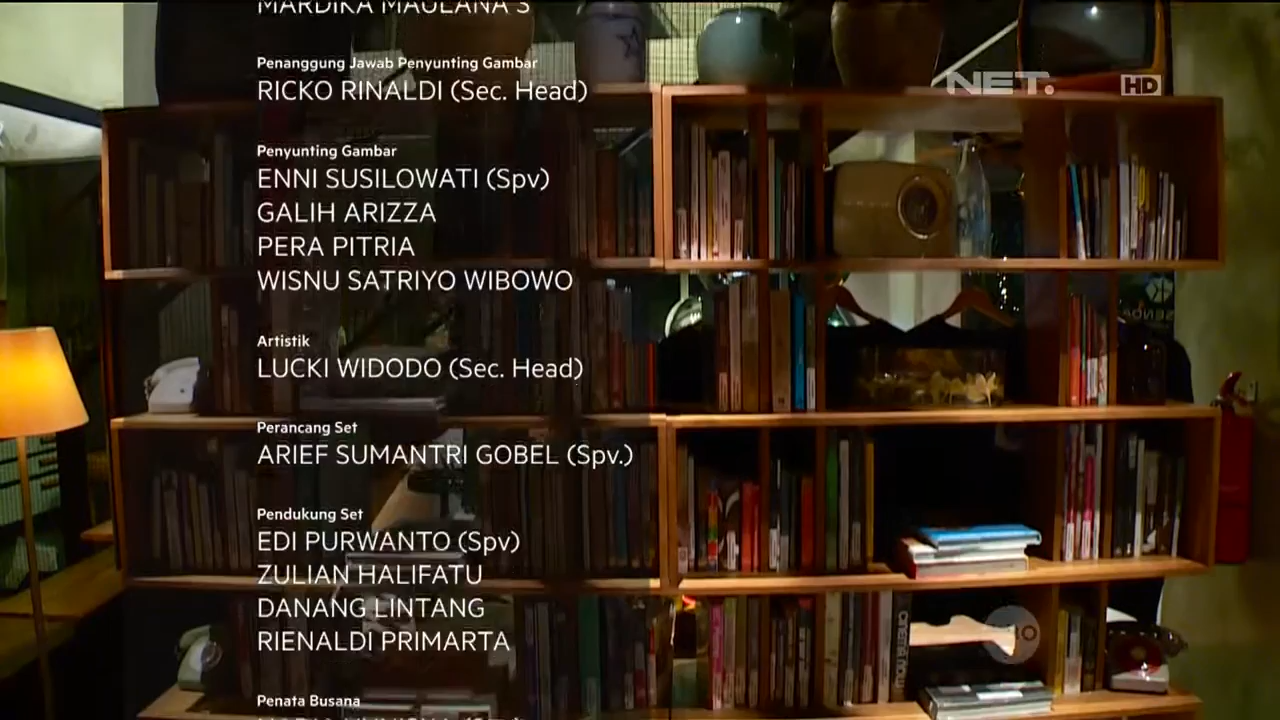 MARDIKA MAULANA S
Penanggung Jawab Penyunting Gambar
RICKO RINALDI (Sec. Head)
NET.
HD
Penyunting Gambar
ENNI SUSILOWATI (Spv)
GALIH ARIZZA
PERA PITRIA
WISNU SATRIYO WIBOWO
Artistik
LUCKI WIDODO (Sec. Head)
Perancang Set
ARIEF SUMANTRI GOBEL (Spv.)
Pendukung Set
EDI PURWANTO (Spv)
ZULIAN HALIFATU
DANANG LINTANG
RIENALDI PRIMARTA
Penata Busana